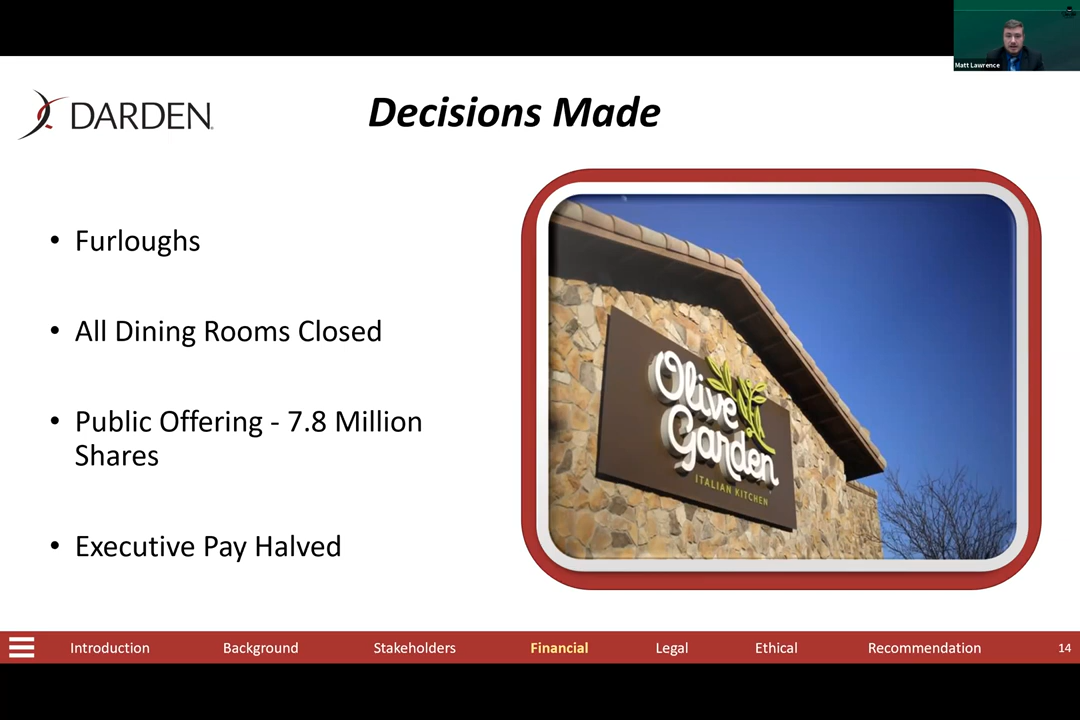 Matt Lawrence
DARDEN
Decisions Made
• Furloughs
• All Dining Rooms Closed
• Public Offering - 7.8 Million
Shares
• Executive Pay Halved
Olive
Garden
ITALIAN KITCHEN
Introduction Background Stakeholders Financial Legal Ethical Recommendation 14